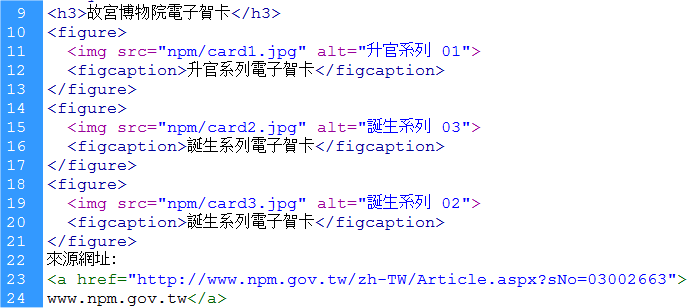 9 <h3>故宮博物院電子賀卡</h3>
10 <figure>
11 <img src="npm/card1.jpg" alt="升官系列 01">
12 <figcaption>升官系列電子賀卡</figcaption>
13 </figure>
14 <figure>
15 <img src="npm/card2.jpg" alt="誕生系列 03">
16 <figcaption>誕生系列電子賀卡</figcaption>
17 </figure>
18 <figure>
19 <img src="npm/card3.jpg" alt="誕生系列 02">
20 <figcaption>誕生系列電子賀卡</figcaption>
21 </figure>
22 來源網址:
23 <a href="http://www.npm.gov.tw/zh-TW/Article.aspx?sNo=03002663">
24 www.npm.gov.tw</a>